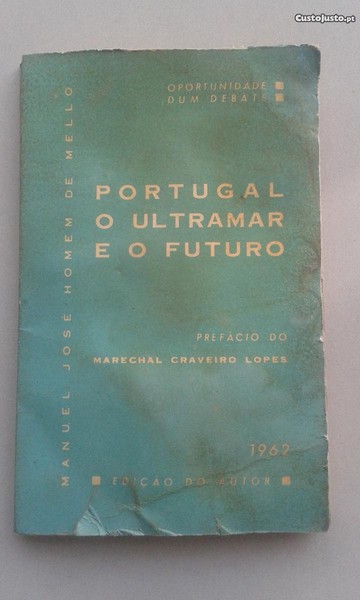 CustoJusto.pt
OPORTUNIDADE
DUM DEBATE
MANUEL JOSÉ HOMEM DE MELLO
PORTUGAL
O ULTRAMAR
E O FUTURO
PREFÁCIO DO
MARECHAL CRAVEIRO LOPES
1962
EDIÇÃO DO AUTOR